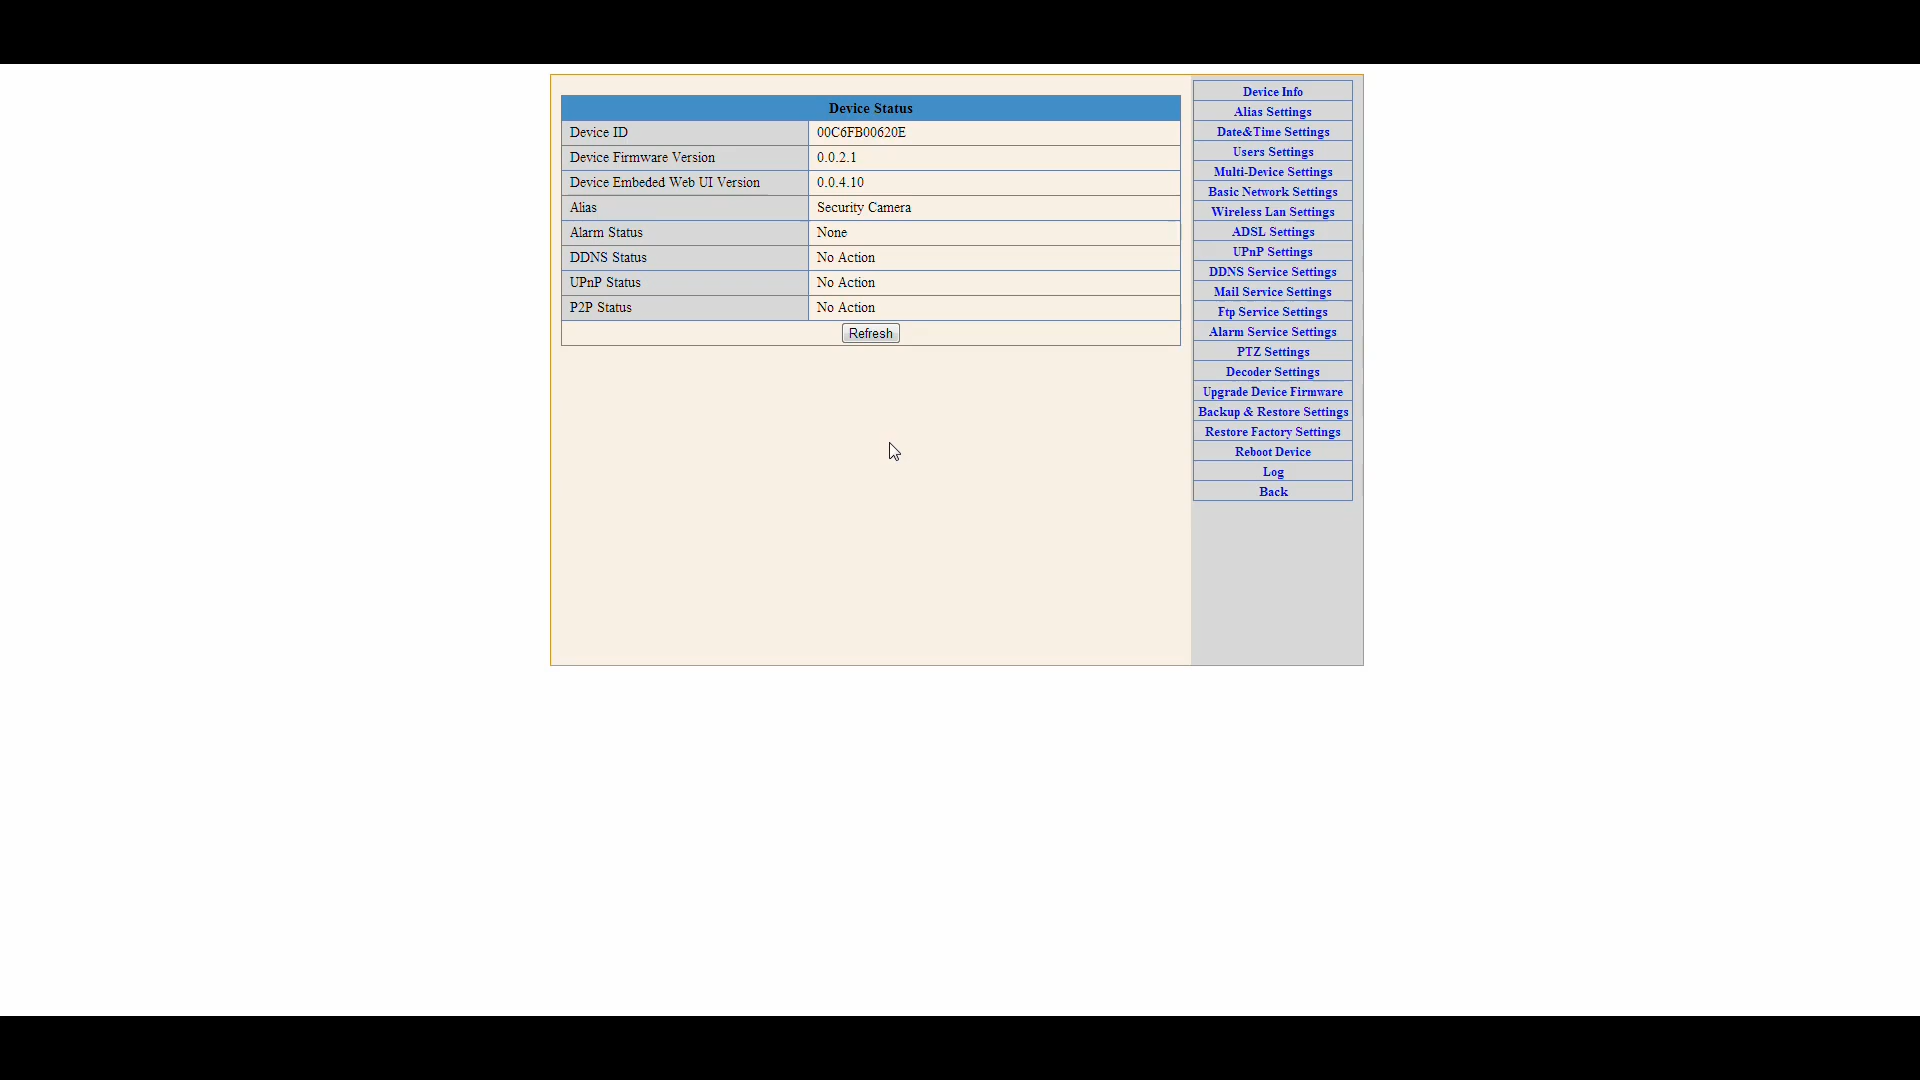 Device Status
Device ID 00C6FB00620E
Device Firmware Version 0.0.2.1
Device Embeded Web UI Version 0.0.4.10
Alias Security Camera
Alarm Status None
DDNS Status No Action
UPnP Status No Action
P2P Status No Action
Refresh
Device Info
Alias Settings
Date&Time Settings
Users Settings
Multi-Device Settings
Basic Network Settings
Wireless Lan Settings
ADSL Settings
UPnP Settings
DDNS Service Settings
Mail Service Settings
Ftp Service Settings
Alarm Service Settings
PTZ Settings
Decoder Settings
Upgrade Device Firmware
Backup & Restore Settings
Restore Factory Settings
Reboot Device
Log
Back